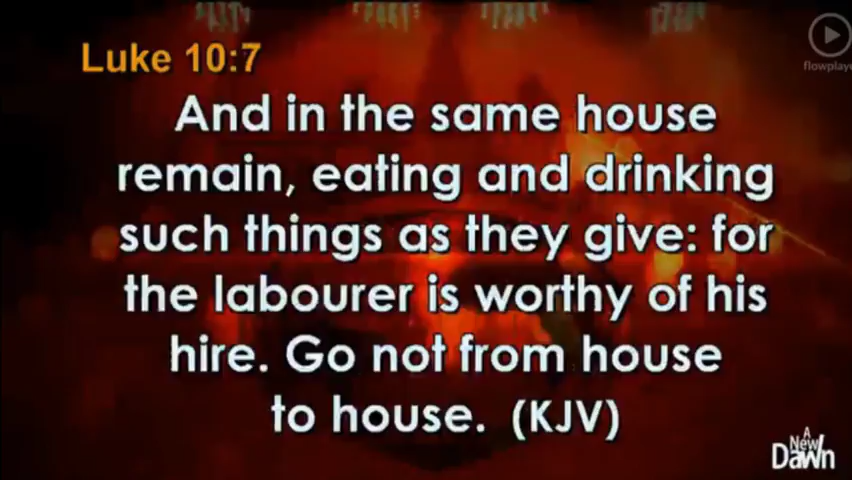 Luke 10:7
And in the same house
remain, eating and drinking
such things as they give: for
the labourer is worthy of his
hire. Go not from house
to house. (KJV)
flowplaye
A
New
Dawn